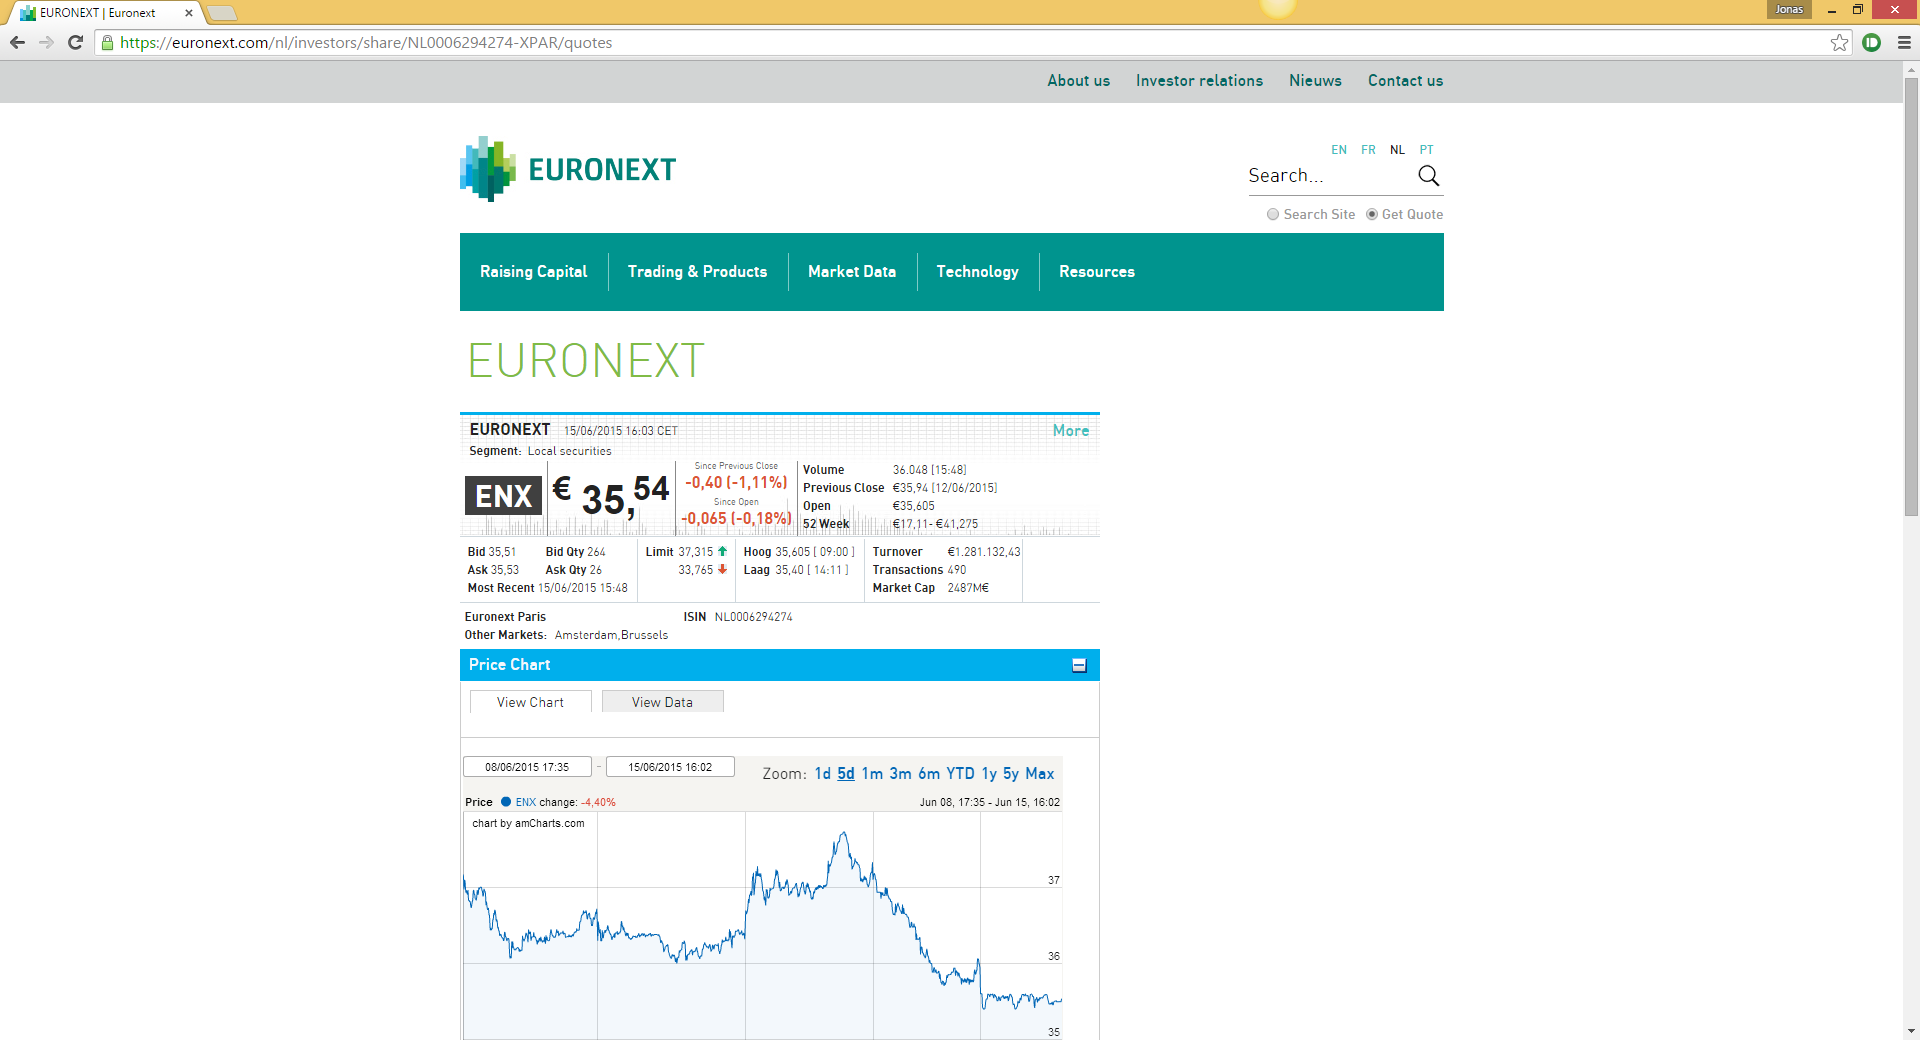 EURONEXT | Euronext
Jonas
https://euronext.com/nl/investors/share/NL0006294274-XPAR/quotes
About us Investor relations Nieuws Contact us
EURONEXT
EN FR NL PT
Search...
Search Site Get Quote
Raising Capital Trading & Products Market Data Technology Resources
EURONEXT
EURONEXT 15/06/2015 16:03 CET More
Segment: Local securities
ENX € 35,54
Since Previous Close
-0,40 (-1,11%)
Since Open
-0,065 (-0,18%)
Volume 36.048 [15:48]
Previous Close €35,94 [12/06/2015]
Open €35,605
52 Week €17,11- €41,275
Bid 35,51 Bid Qty 264
Ask 35,53 Ask Qty 26
Most Recent 15/06/2015 15:48
Limit 37,315
33,765
Hoog 35,605 [ 09:00 ]
Laag 35,40 [ 14:11 ]
Turnover €1.281.132,43
Transactions 490
Market Cap 2487M€
Euronext Paris ISIN NL0006294274
Other Markets: Amsterdam,Brussels
Price Chart
View Chart View Data
08/06/2015 17:35 - 15/06/2015 16:02 Zoom: 1d 5d 1m 3m 6m YTD 1y 5y Max
Price ENX change: -4,40% Jun 08, 17:35 - Jun 15, 16:02
chart by amCharts.com
37
36
35